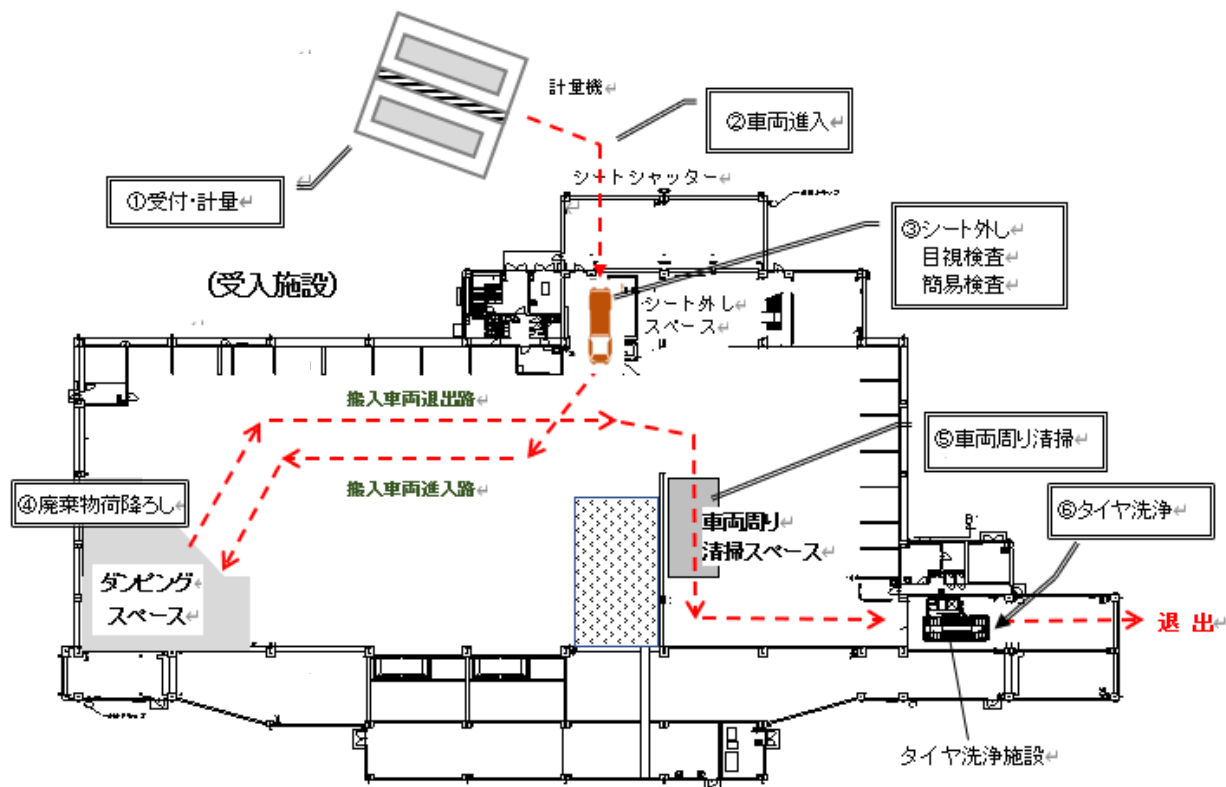 計量機
②車両進入
①受付・計量
シートシャッター
③シート外し
目視検査
簡易検査
(受入施設)
シート外し
スペース
搬入車両退出路
⑤車両周り清掃
搬入車両進入路
④廃棄物荷降ろし
⑥タイヤ洗浄
車両周り
清掃スペース
ダンピング
スペース
退 出
タイヤ洗浄施設